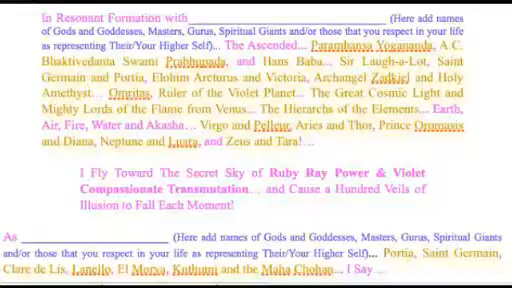 In Resonant Formation with ______________________________ (Here add names
of Gods and Goddesses, Masters, Gurus, Spiritual Giants and/or those that you respect in your life
as representing Their/Your Higher Self)... The Ascended... Paramhansa Yogananda, A.C.
Bhaktivedanta Swami Prabhupada, and Hans Baba... Sir Laugh-a-Lot, Saint
Germain and Portia, Elohim Arcturus and Victoria, Archangel Zadkiel and Holy
Amethyst... Omritas, Ruler of the Violet Planet... The Great Cosmic Light and
Mighty Lords of the Flame from Venus... The Hierarchs of the Elements... Earth,
Air, Fire, Water and Akasha... Virgo and Pelleur, Aries and Thor, Prince Oromasis
and Diana, Neptune and Luara, and Zeus and Tara!...
I Fly Toward The Secret Sky of Ruby Ray Power & Violet
Compassionate Transmutation... and Cause a Hundred Veils of
Illusion to Fall Each Moment!
As ______________________ (Here add names of Gods and Goddesses, Masters, Gurus, Spiritual Giants
and/or those that you respect in your life as representing Their/Your Higher Self)... Portia, Saint Germain,
Clare de Lis, Lanello, El Morya, Kuthumi and the Maha Chohan... I Say...